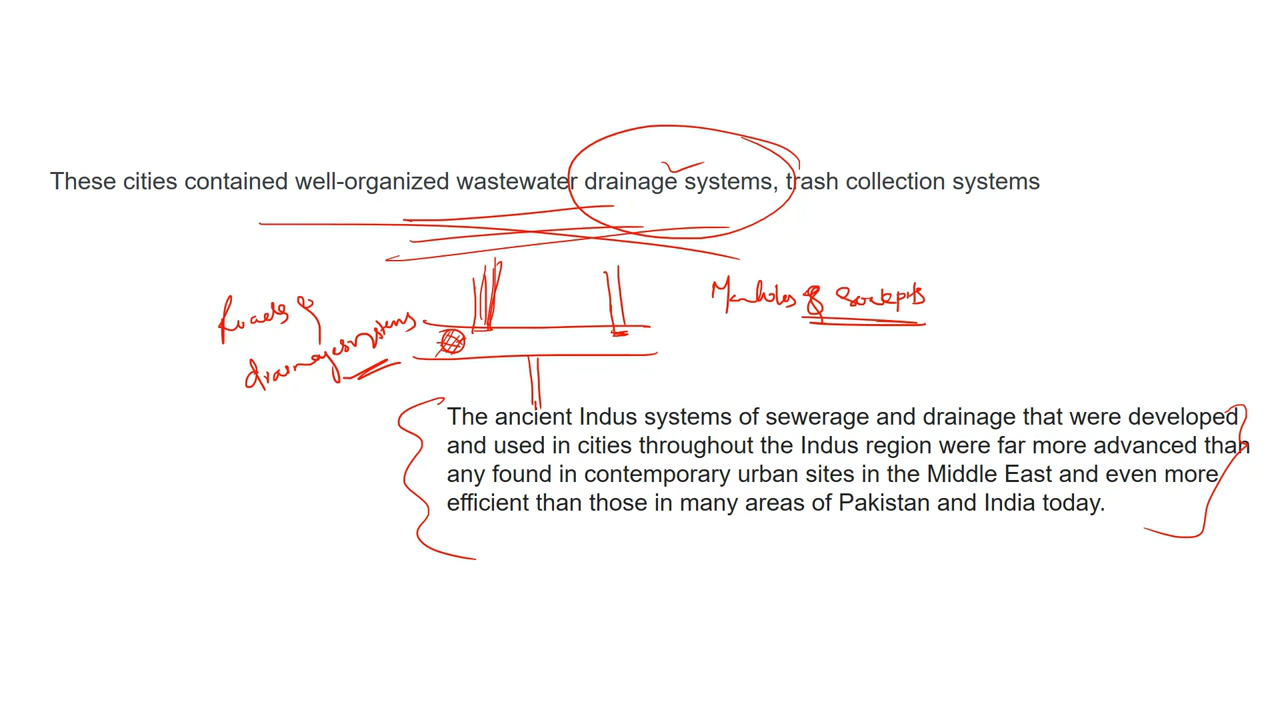 These cities contained well-organized wastewater drainage systems, trash collection systems
Manholes & Soakpits
Roads &
drainage systems
The ancient Indus systems of sewerage and drainage that were developed
and used in cities throughout the Indus region were far more advanced than
any found in contemporary urban sites in the Middle East and even more
efficient than those in many areas of Pakistan and India today.